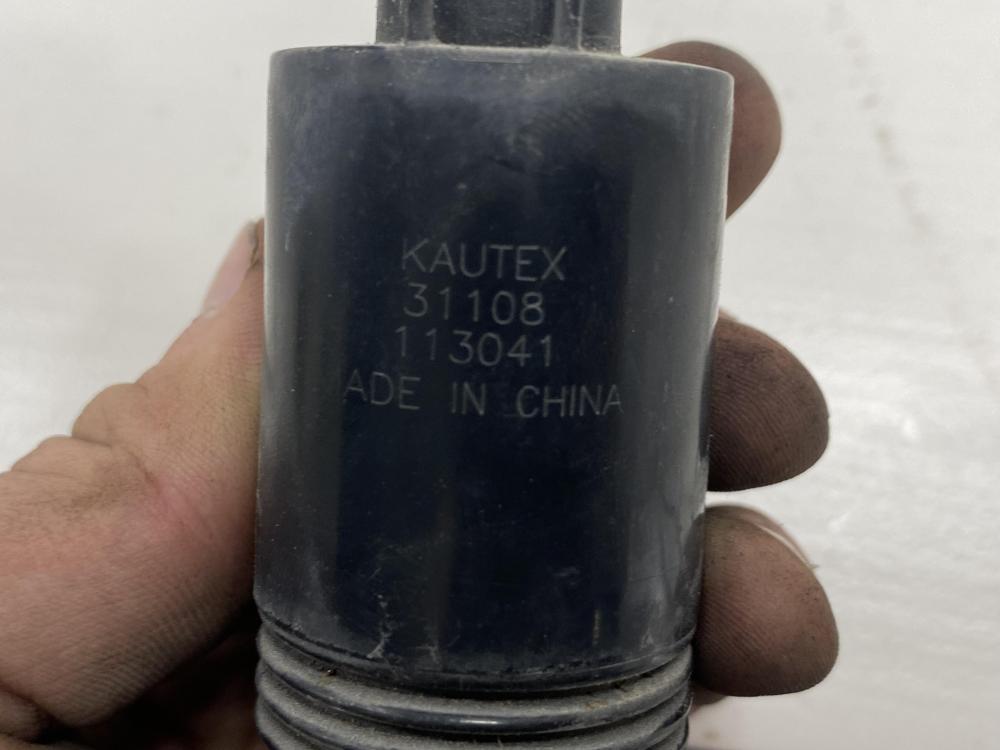 KAUTEX
31108
113041
ADE IN CHINA